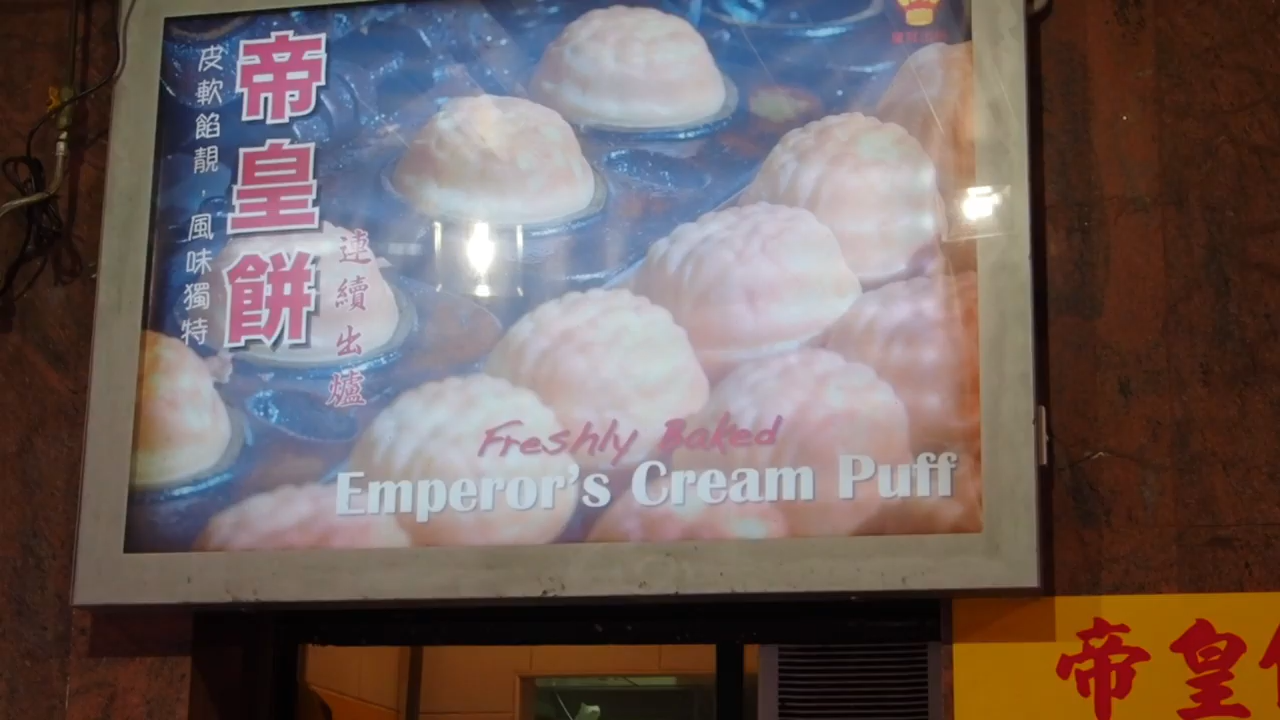 帝皇餅
皮軟餡靚，風味獨特
連續出爐
Freshly Baked
Emperor's Cream Puff
帝皇